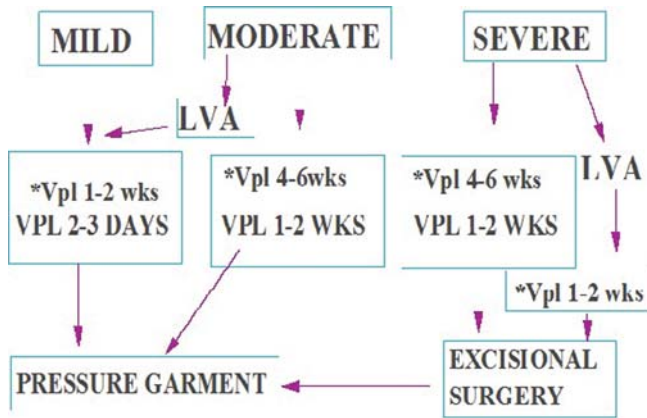 MILD
MODERATE
SEVERE
LVA
*Vpl 1-2 wks
VPL 2-3 DAYS
*Vpl 4-6wks
VPL 1-2 WKS
*Vpl 4-6 wks
VPL 1-2 WKS
LVA
*Vpl 1-2 wks
PRESSURE GARMENT
EXCISIONAL
SURGERY